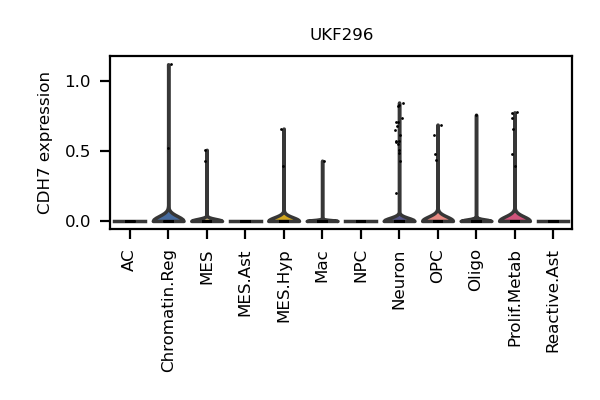 UKF296
CDH7 expression
1.0
0.5
0.0
AC
Chromatin.Reg
MES
MES.Ast
MES.Hyp
Mac
NPC
Neuron
OPC
Oligo
Prolif.Metab
Reactive.Ast